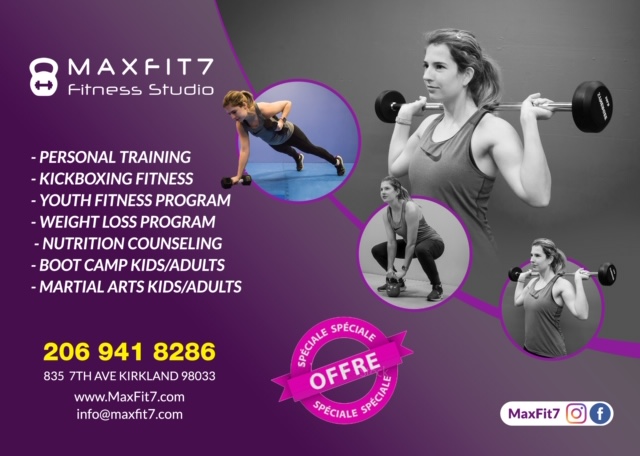 MAXFIT7
Fitness Studio
- PERSONAL TRAINING
- KICKBOXING FITNESS
- YOUTH FITNESS PROGRAM
- WEIGHT LOSS PROGRAM
- NUTRITION COUNSELING
- BOOT CAMP KIDS/ADULTS
- MARTIAL ARTS KIDS/ADULTS
206 941 8286
835 7TH AVE KIRKLAND 98033
www.MaxFit7.com
info@maxfit7.com
SPÉCIALE SPÉCIALE
OFFRE
SPÉCIALE SPÉCIALE
MaxFit7